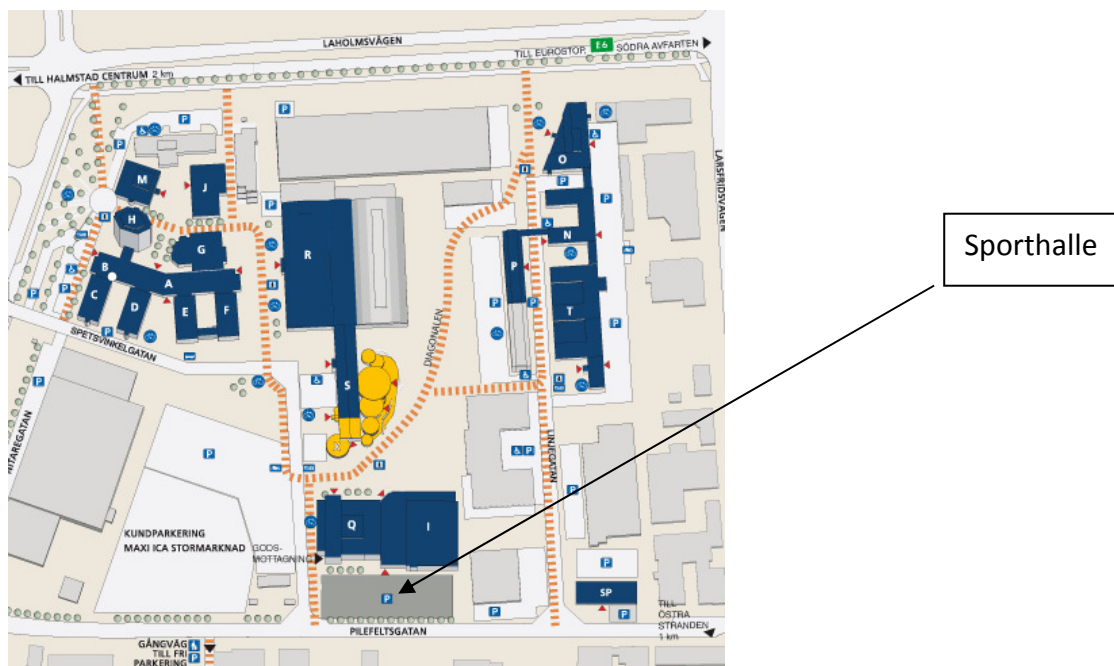 LAHOLMSVÄGEN
TILL EUROSTOP, E6 SÖDRA AVFARTEN
TILL HALMSTAD CENTRUM 2 km
P
P
P
O
M
J
P
LARSFRIDSVÄGEN
P
P
H
N
Sporthalle
G
R
P
B
A
P
P
C
D
E
F
P
P
T
P
P
SPETSVINKELGATAN
DIAGONALEN
S
P
P
LINJEGATAN
P
KUNDPARKERING
MAXI ICA STORMARKNAD
GODS-
MOTTAGNING
Q
I
P
P
SP
P
P
TILL
ÖSTRA
STRANDEN
1 km
PILEFELTSGATAN
GÅNGVÄG
TILL FRI
PARKERING
P